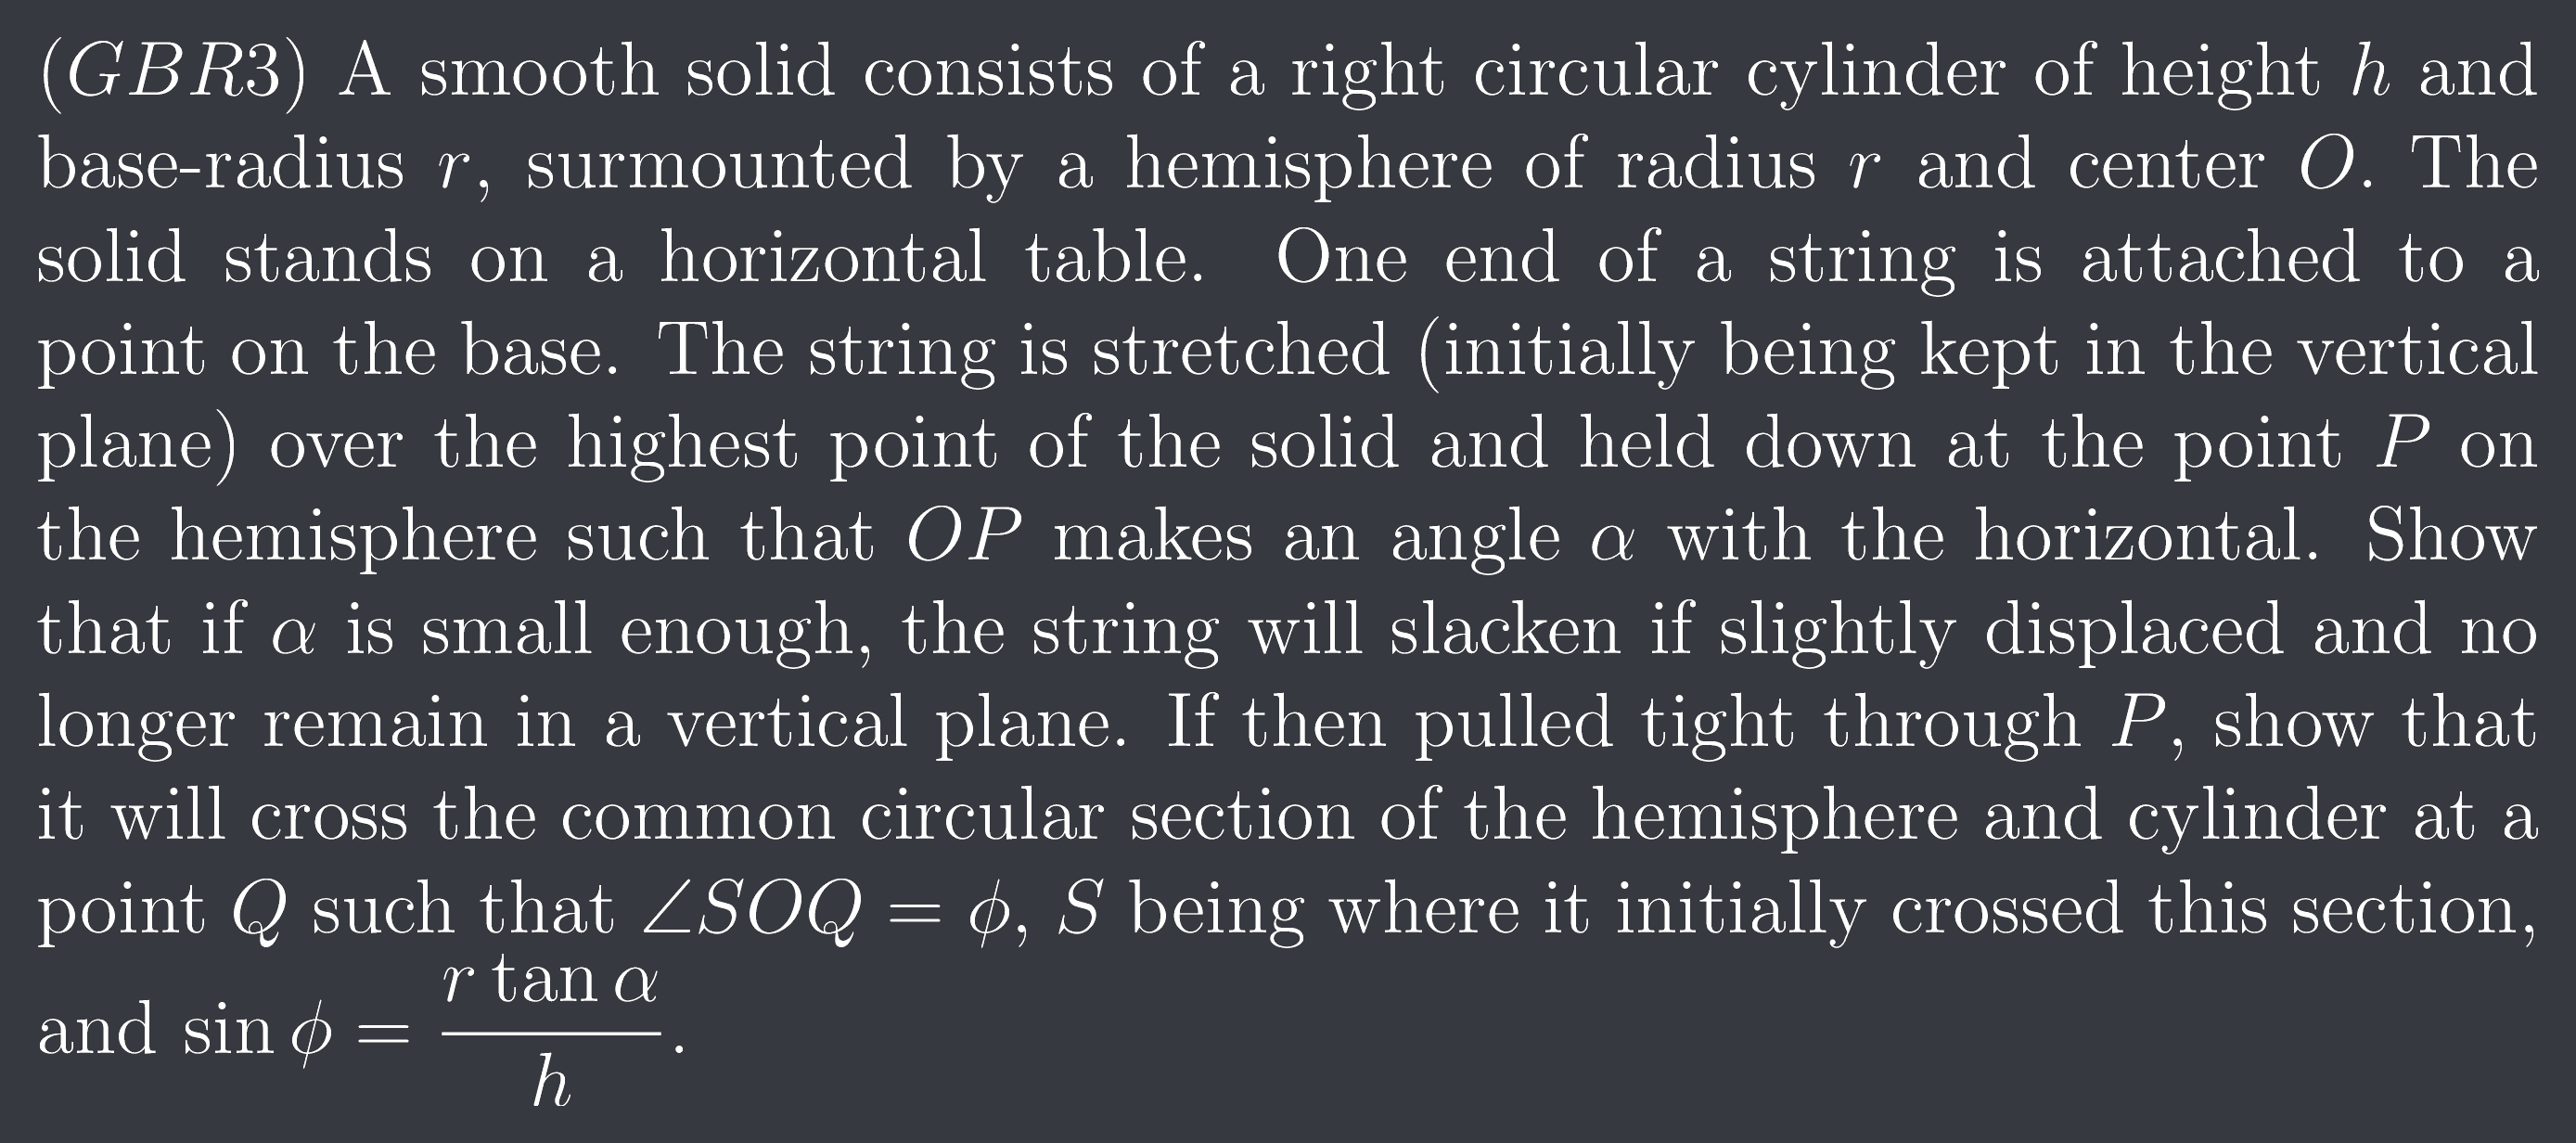 (GBR3) A smooth solid consists of a right circular cylinder of height h and
base-radius r, surmounted by a hemisphere of radius r and center O. The
solid stands on a horizontal table. One end of a string is attached to a
point on the base. The string is stretched (initially being kept in the vertical
plane) over the highest point of the solid and held down at the point P on
the hemisphere such that OP makes an angle α with the horizontal. Show
that if α is small enough, the string will slacken if slightly displaced and no
longer remain in a vertical plane. If then pulled tight through P, show that
it will cross the common circular section of the hemisphere and cylinder at a
point Q such that ∠SOQ = ϕ, S being where it initially crossed this section,
and sin ϕ = \frac{r tan α}{h}.